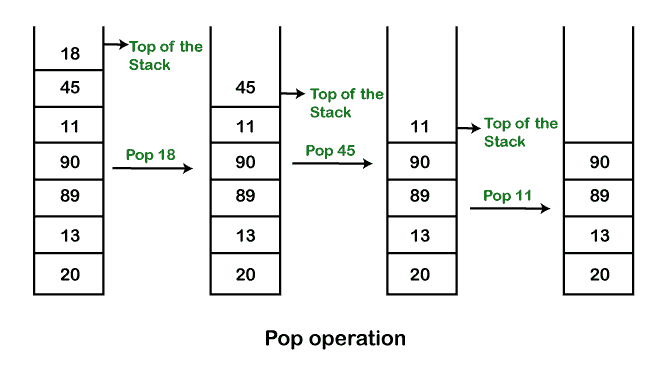 18
45
11
90
89
13
20
Top of the
Stack
Pop 18
45
11
90
89
13
20
Top of the
Stack
Pop 45
11
90
89
13
20
Top of the
Stack
Pop 11
90
89
13
20
Pop operation